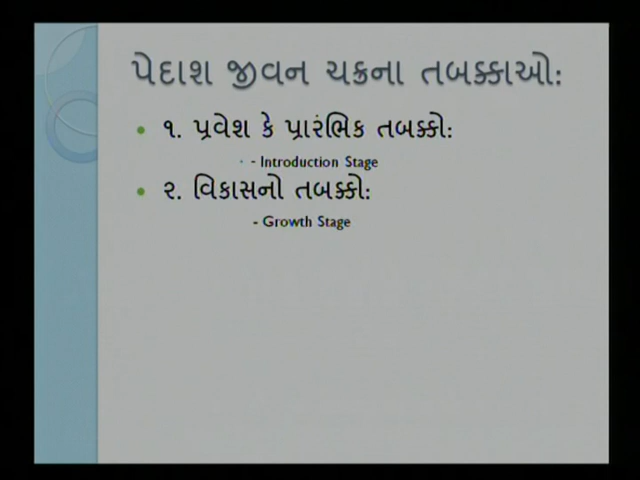 પેદાશ જીવન ચક્રના તબક્કાઓ:
• ૧. પ્રવેશ કે પ્રારંભિક તબક્કો:
• - Introduction Stage
• ૨. વિકાસનો તબક્કો:
- Growth Stage